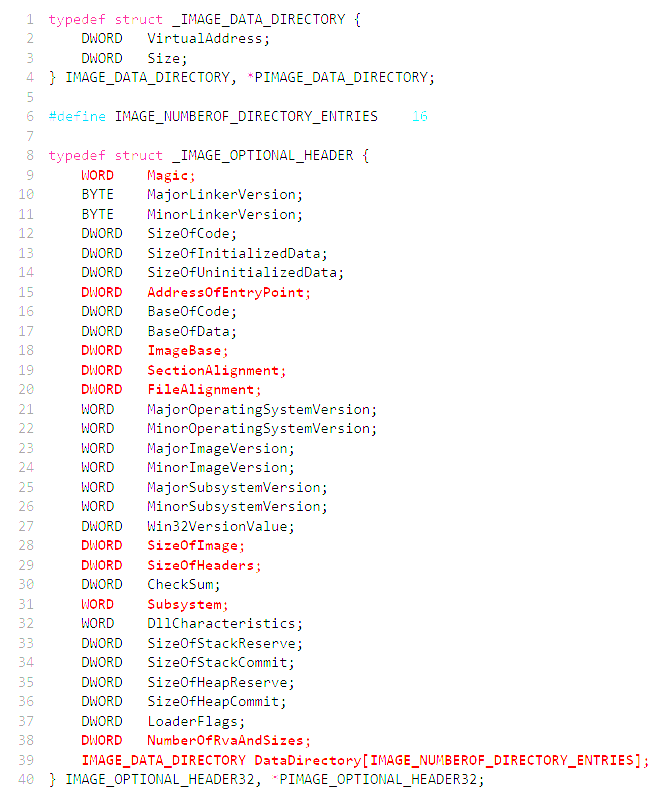 1 typedef struct _IMAGE_DATA_DIRECTORY {
2 DWORD VirtualAddress;
3 DWORD Size;
4 } IMAGE_DATA_DIRECTORY, *PIMAGE_DATA_DIRECTORY;
5
6 #define IMAGE_NUMBEROF_DIRECTORY_ENTRIES 16
7
8 typedef struct _IMAGE_OPTIONAL_HEADER {
9 WORD Magic;
10 BYTE MajorLinkerVersion;
11 BYTE MinorLinkerVersion;
12 DWORD SizeOfCode;
13 DWORD SizeOfInitializedData;
14 DWORD SizeOfUninitializedData;
15 DWORD AddressOfEntryPoint;
16 DWORD BaseOfCode;
17 DWORD BaseOfData;
18 DWORD ImageBase;
19 DWORD SectionAlignment;
20 DWORD FileAlignment;
21 WORD MajorOperatingSystemVersion;
22 WORD MinorOperatingSystemVersion;
23 WORD MajorImageVersion;
24 WORD MinorImageVersion;
25 WORD MajorSubsystemVersion;
26 WORD MinorSubsystemVersion;
27 DWORD Win32VersionValue;
28 DWORD SizeOfImage;
29 DWORD SizeOfHeaders;
30 DWORD CheckSum;
31 WORD Subsystem;
32 WORD DllCharacteristics;
33 DWORD SizeOfStackReserve;
34 DWORD SizeOfStackCommit;
35 DWORD SizeOfHeapReserve;
36 DWORD SizeOfHeapCommit;
37 DWORD LoaderFlags;
38 DWORD NumberOfRvaAndSizes;
39 IMAGE_DATA_DIRECTORY DataDirectory[IMAGE_NUMBEROF_DIRECTORY_ENTRIES];
40 } IMAGE_OPTIONAL_HEADER32, *PIMAGE_OPTIONAL_HEADER32;